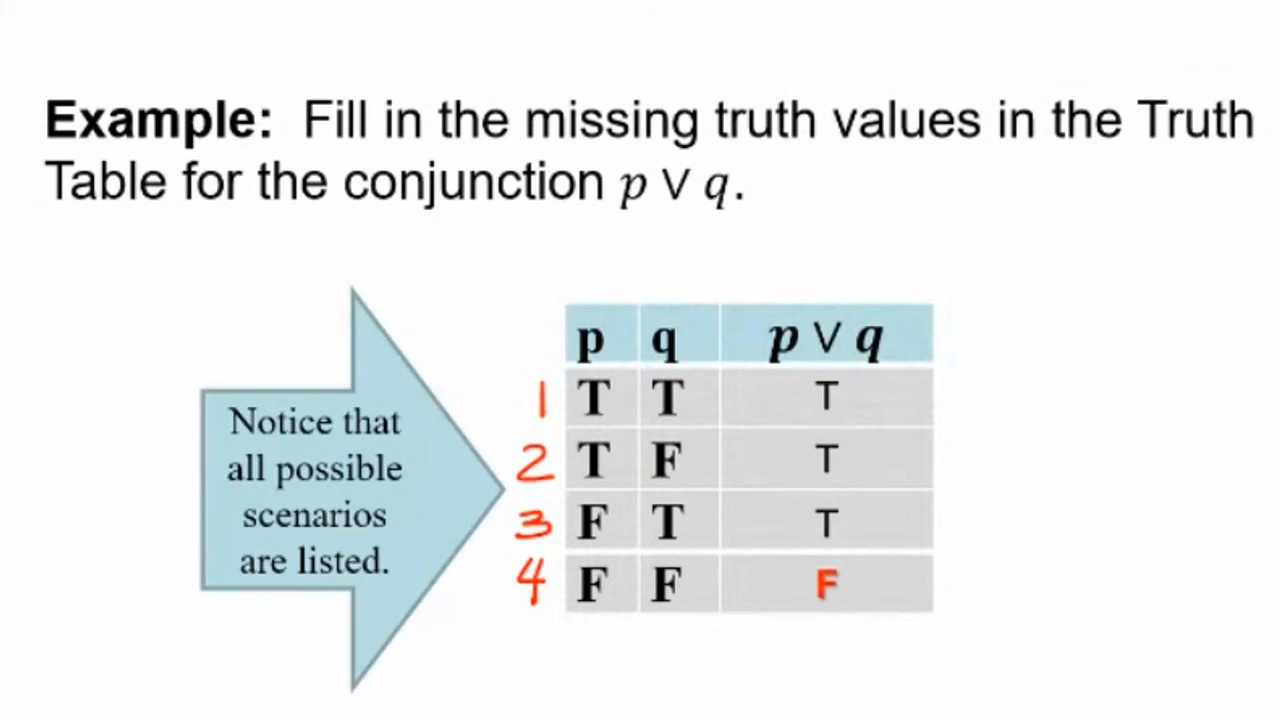 Example: Fill in the missing truth values in the Truth
Table for the conjunction p ∨ q.
Notice that
all possible
scenarios
are listed.
p q p ∨ q
1 T T T
2 T F T
3 F T T
4 F F F